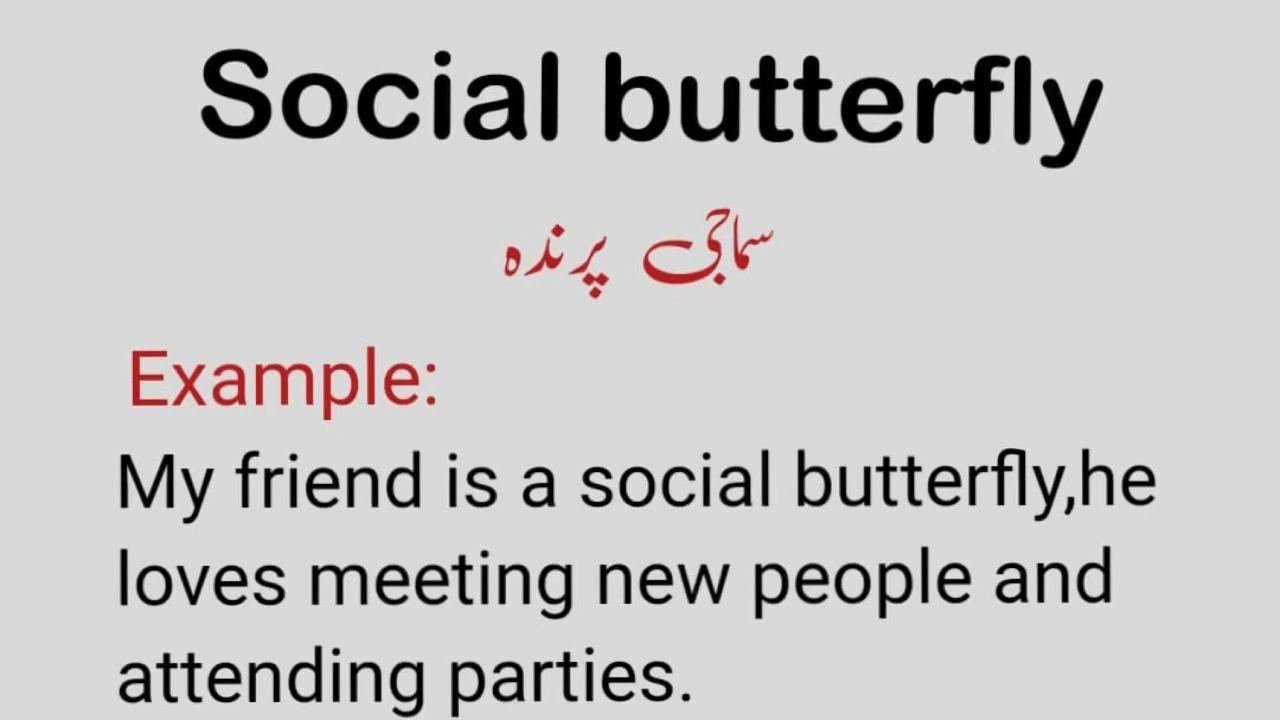 Social butterfly
سماجی پرندہ
Example:
My friend is a social butterfly,he
loves meeting new people and
attending parties.